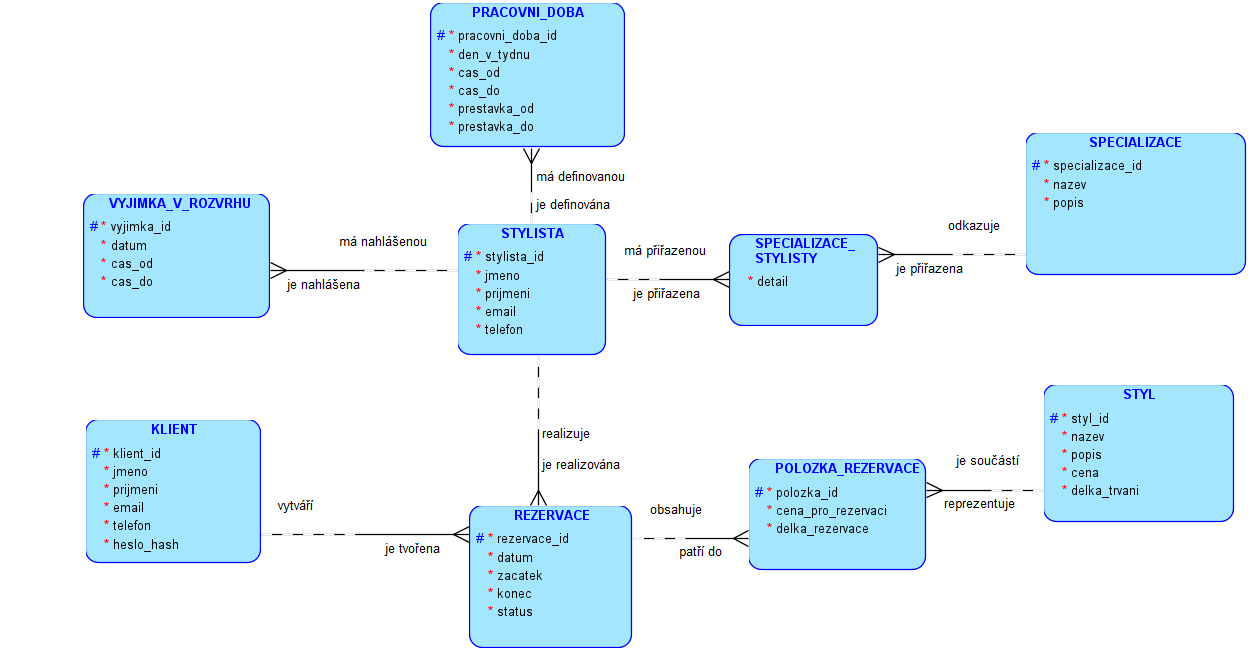 PRACOVNI_DOBA
# * pracovni_doba_id
* den_v_tydnu
* cas_od
* cas_do
* prestavka_od
* prestavka_do
má definovanou
je definována
SPECIALIZACE
# * specializace_id
* nazev
* popis
VYJIMKA_V_ROZVRHU
# * vyjimka_id
* datum
* cas_od
* cas_do
má nahlášenou
je nahlášena
STYLISTA
# * stylista_id
* jmeno
* prijmeni
* email
* telefon
má přiřazenou
je přiřazena
SPECIALIZACE_
STYLISTY
* detail
odkazuje
je přiřazena
realizuje
je realizována
KLIENT
# * klient_id
* jmeno
* prijmeni
* email
* telefon
* heslo_hash
vytváří
je tvořena
REZERVACE
# * rezervace_id
* datum
* zacatek
* konec
* status
obsahuje
patří do
POLOZKA_REZERVACE
# * polozka_id
* cena_pro_rezervaci
* delka_rezervace
je součástí
reprezentuje
STYL
# * styl_id
* nazev
* popis
* cena
* delka_trvani